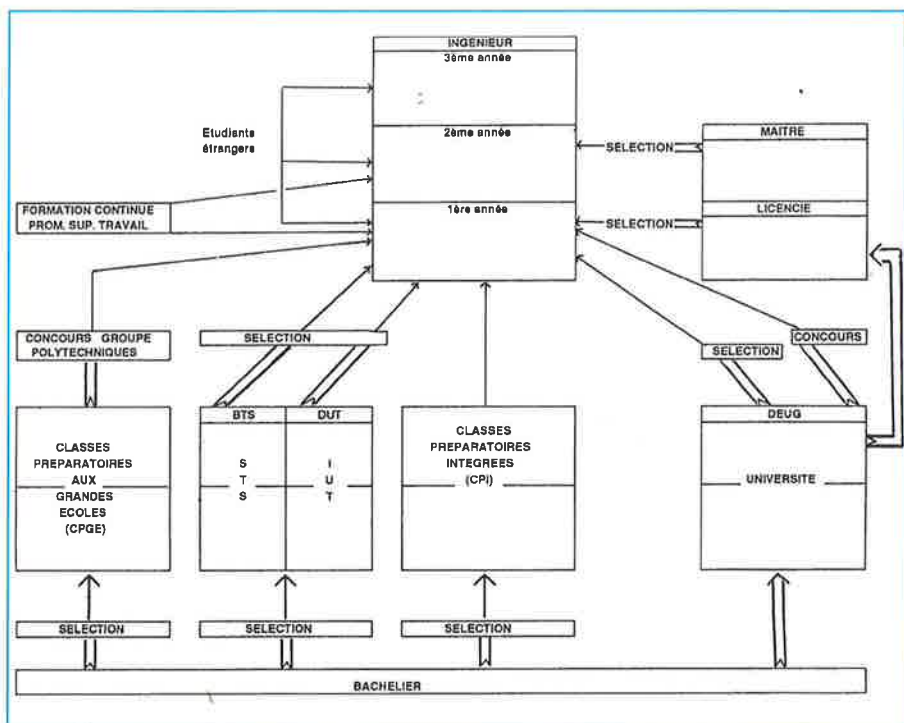 INGENIEUR
3ème année
Etudiants
étrangers
2ème année
SELECTION
MAITRE
FORMATION CONTINUE
PROM. SUP. TRAVAIL
1ère année
SELECTION
LICENCIE
CONCOURS GROUPE
POLYTECHNIQUES
SELECTION
SELECTION
CONCOURS
CLASSES
PREPARATOIRES
AUX
GRANDES
ECOLES
(CPGE)
BTS
S
T
S
DUT
I
U
T
CLASSES
PREPARATOIRES
INTEGREES
(CPI)
DEUG
UNIVERSITE
SELECTION
SELECTION
SELECTION
BACHELIER